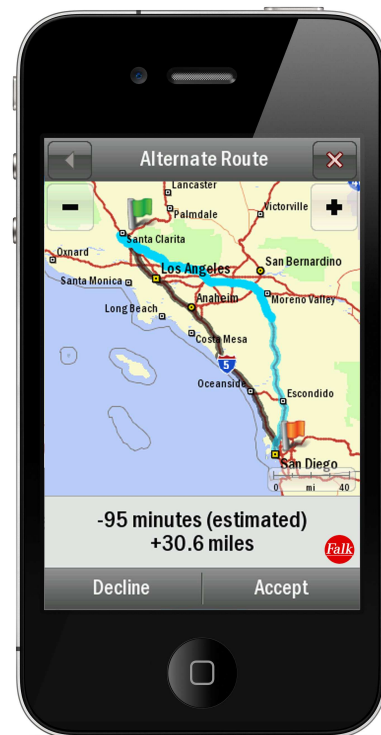 Alternate Route
Lancaster
Palmdale
Victorville
-
+
Santa Clarita
Oxnard
Los Angeles
San Bernardino
Santa Monica
Anaheim
Moreno Valley
Long Beach
Costa Mesa
5
Oceanside
Escondido
San Diego
0 mi 40
-95 minutes (estimated)
+30.6 miles
Falk
Decline
Accept